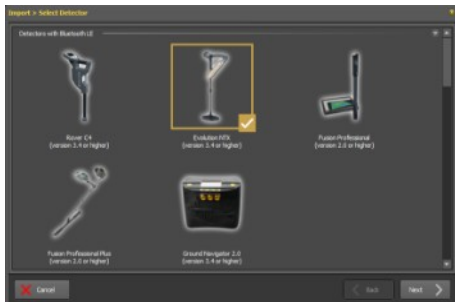 Import > Select Detector
Detectors with Bluetooth LE
Rover C4
(version 3.4 or higher)
Evolution NTX
(version 3.4 or higher)
Fusion Professional
(version 2.0 or higher)
Fusion Professional Plus
(version 2.0 or higher)
Ground Navigator 2.0
(version 3.4 or higher)
Cancel
Back
Next